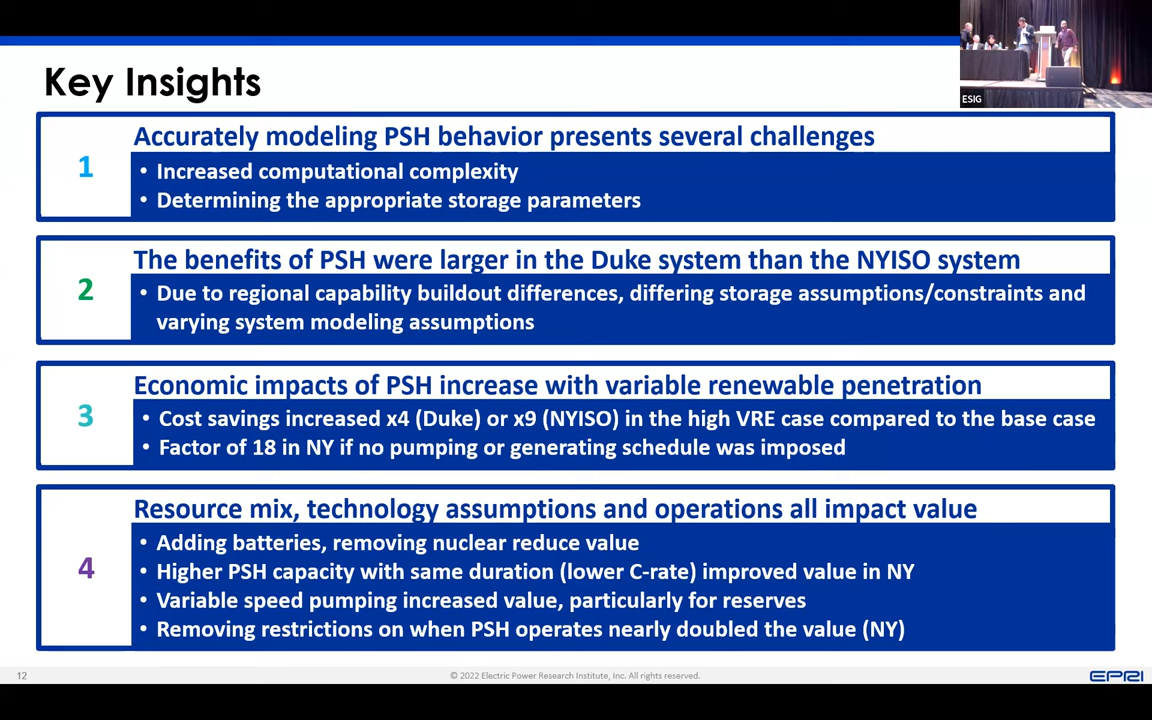 Key Insights
ESIG
1
Accurately modeling PSH behavior presents several challenges
• Increased computational complexity
• Determining the appropriate storage parameters
2
The benefits of PSH were larger in the Duke system than the NYISO system
• Due to regional capability buildout differences, differing storage assumptions/constraints and
varying system modeling assumptions
3
Economic impacts of PSH increase with variable renewable penetration
• Cost savings increased x4 (Duke) or x9 (NYISO) in the high VRE case compared to the base case
• Factor of 18 in NY if no pumping or generating schedule was imposed
4
Resource mix, technology assumptions and operations all impact value
• Adding batteries, removing nuclear reduce value
• Higher PSH capacity with same duration (lower C-rate) improved value in NY
• Variable speed pumping increased value, particularly for reserves
• Removing restrictions on when PSH operates nearly doubled the value (NY)
12
© 2022 Electric Power Research Institute, Inc. All rights reserved.
EPRI